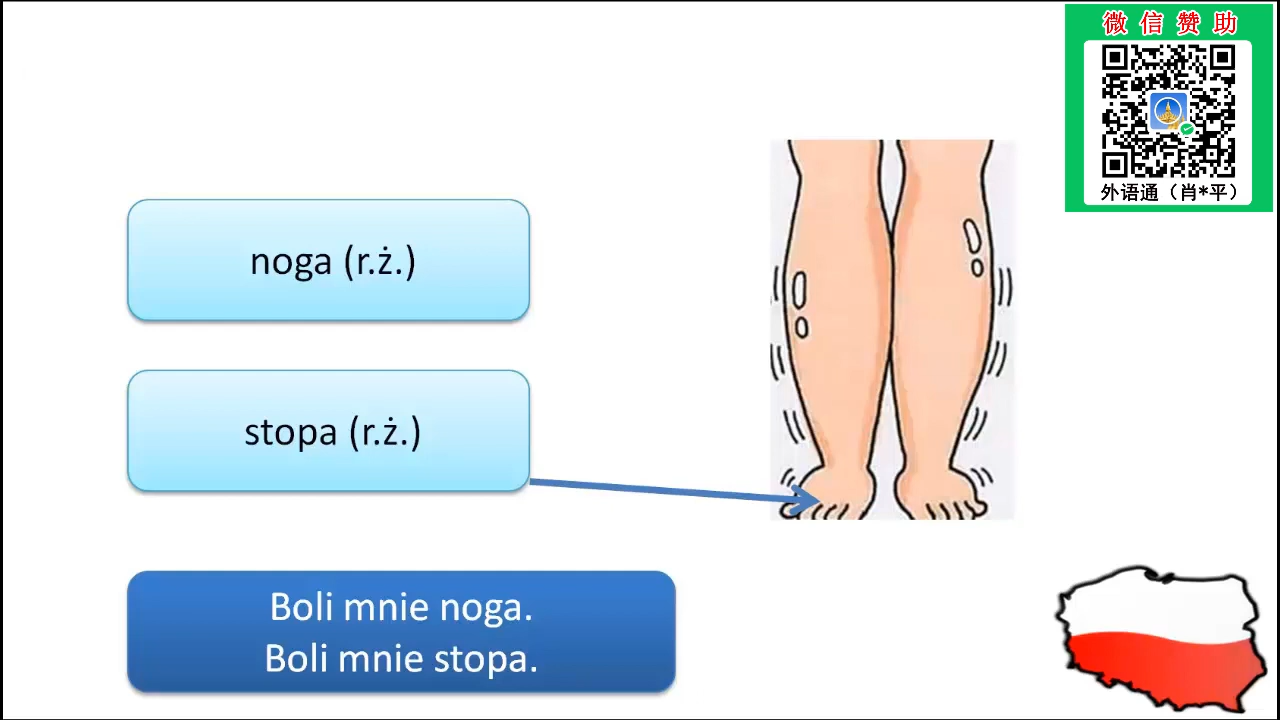 微信赞助
外语通（肖*平）
noga (r.ż.)
stopa (r.ż.)
Boli mnie noga.
Boli mnie stopa.